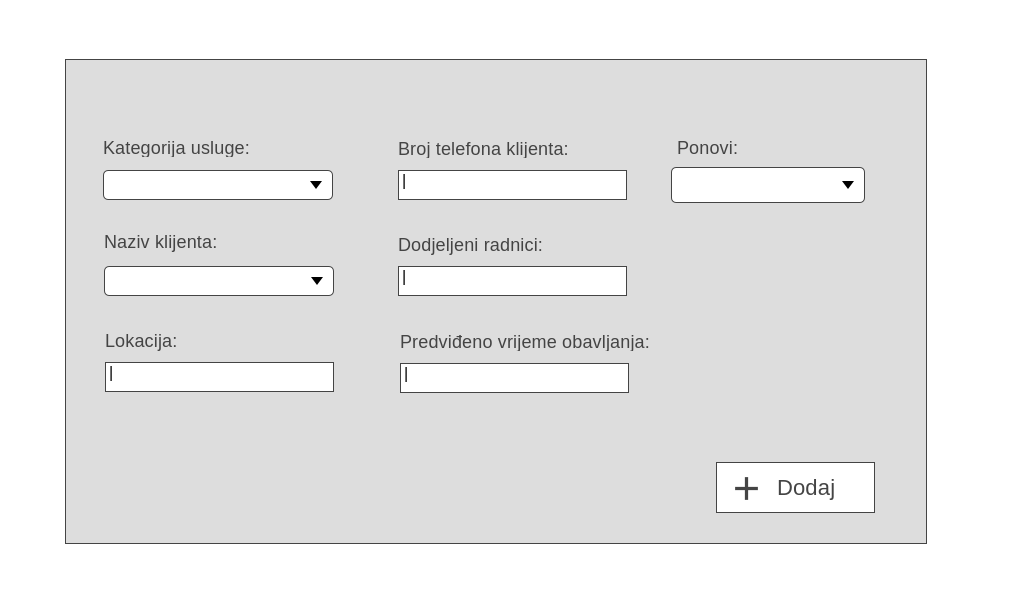 Kategorija usluge:
Broj telefona klijenta:
Ponovi:
Naziv klijenta:
Dodjeljeni radnici:
Lokacija:
Predviđeno vrijeme obavljanja:
Dodaj